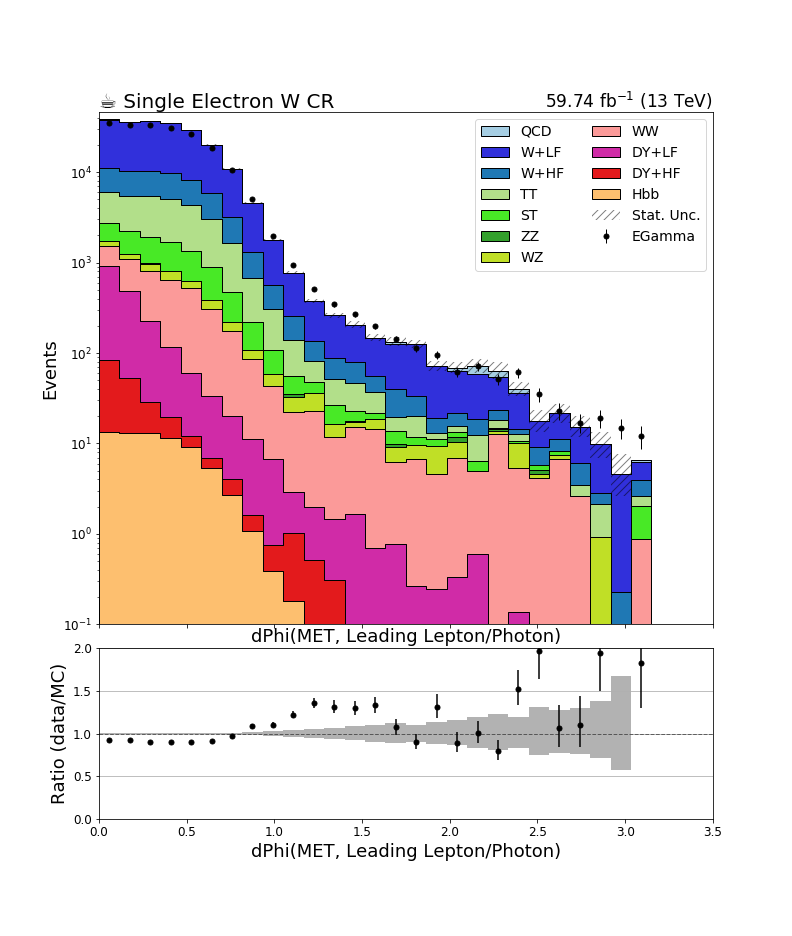 ☕ Single Electron W CR 59.74 fb⁻¹ (13 TeV)
QCD WW
W+LF DY+LF
W+HF DY+HF
TT Hbb
ST Stat. Unc.
ZZ EGamma
WZ
Events
10⁴
10³
10²
10¹
10⁰
10⁻¹
dPhi(MET, Leading Lepton/Photon)
Ratio (data/MC)
2.0
1.5
1.0
0.5
0.0
0.0 0.5 1.0 1.5 2.0 2.5 3.0 3.5
dPhi(MET, Leading Lepton/Photon)